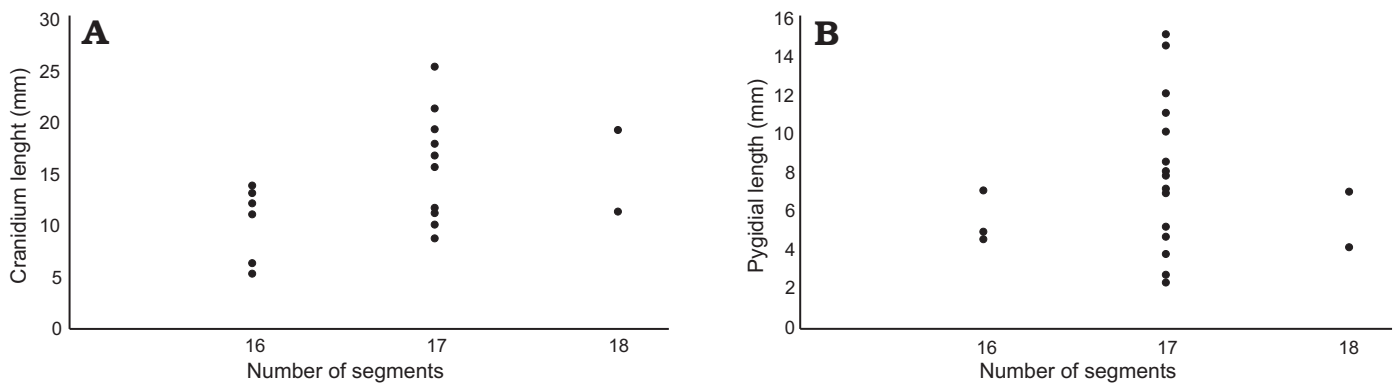 A
Cranidium lenght (mm)
30
25
20
15
10
5
0
16 17 18
Number of segments
B
Pygidial length (mm)
16
14
12
10
8
6
4
2
0
16 17 18
Number of segments